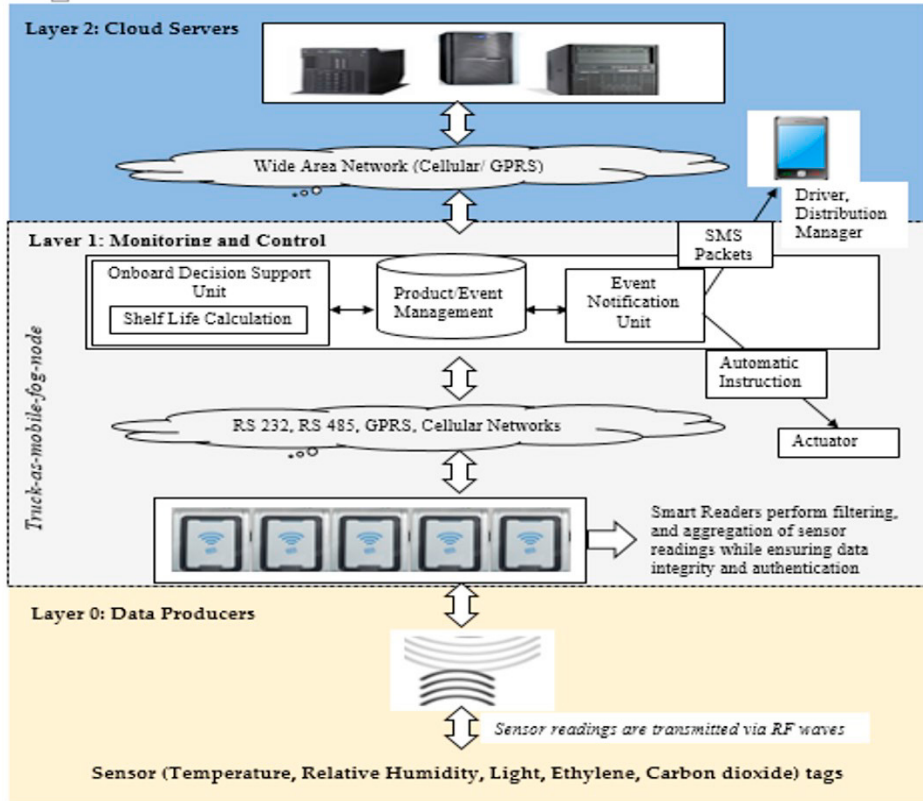 Layer 2: Cloud Servers
Wide Area Network (Cellular/ GPRS)
Driver,
Distribution
Manager
SMS
Packets
Layer 1: Monitoring and Control
Onboard Decision Support
Unit
Shelf Life Calculation
Product/Event
Management
Event
Notification
Unit
Automatic
Instruction
Actuator
Truck-as-mobile-fog-node
RS 232, RS 485, GPRS, Cellular Networks
Smart Readers perform filtering,
and aggregation of sensor
readings while ensuring data
integrity and authentication
Layer 0: Data Producers
Sensor readings are transmitted via RF waves
Sensor (Temperature, Relative Humidity, Light, Ethylene, Carbon dioxide) tags